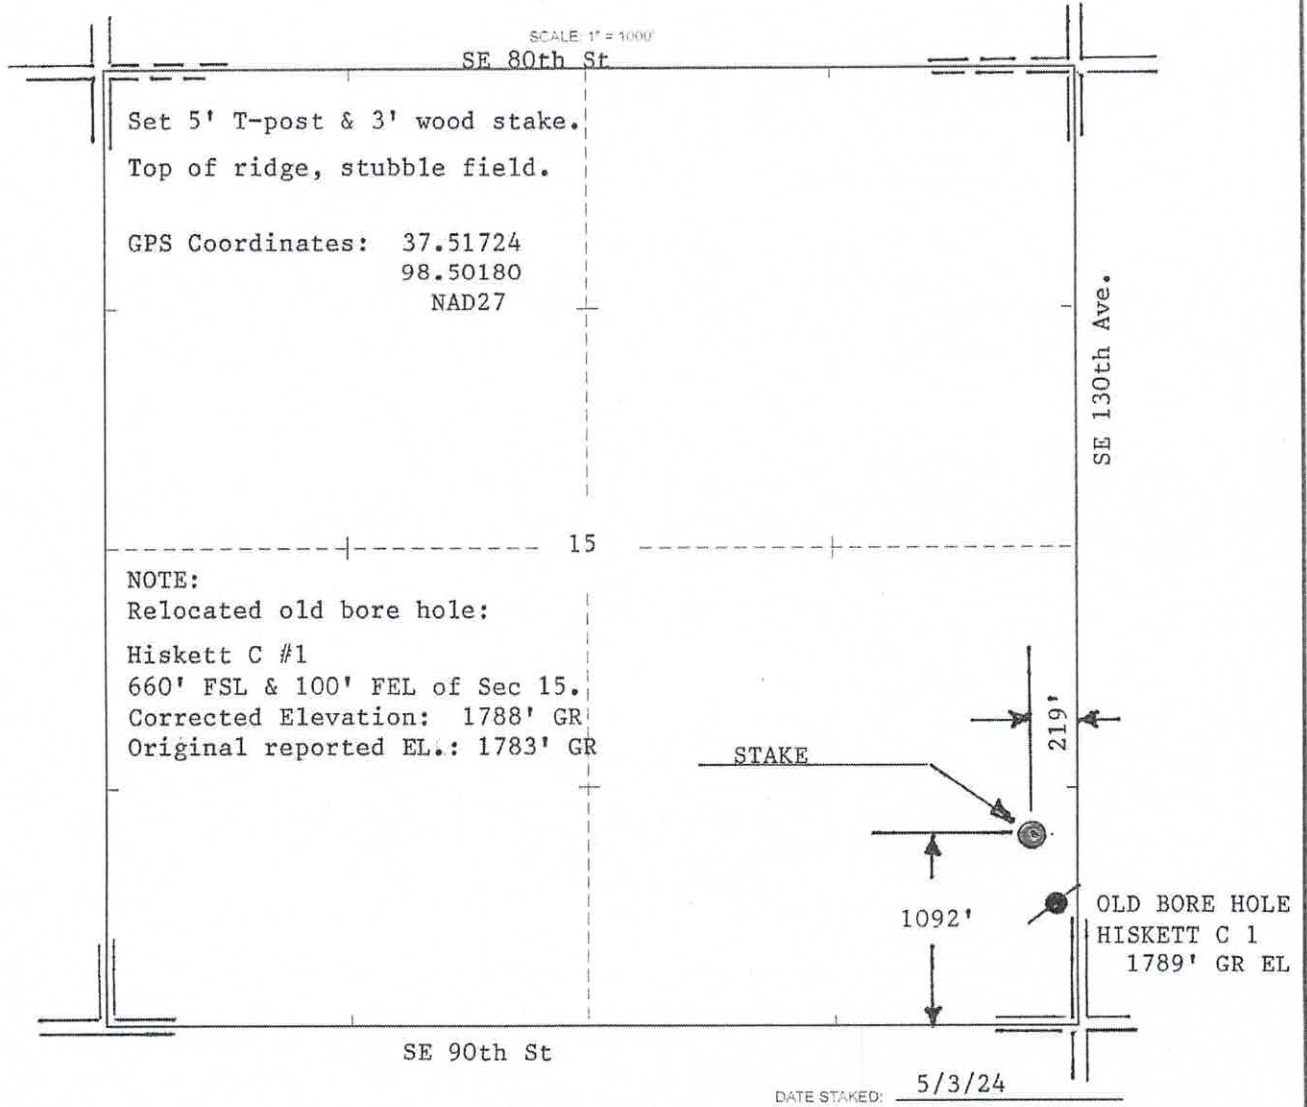 SCALE: 1" = 1000'
SE 80th St
Set 5' T-post & 3' wood stake.
Top of ridge, stubble field.
GPS Coordinates: 37.51724
98.50180
NAD27
SE 130th Ave.
15
NOTE:
Relocated old bore hole:
Hiskett C #1
660' FSL & 100' FEL of Sec 15.
Corrected Elevation: 1788' GR
Original reported EL.: 1783' GR
219'
STAKE
1092'
OLD BORE HOLE
HISKETT C 1
1789' GR EL
SE 90th St
DATE STAKED: 5/3/24